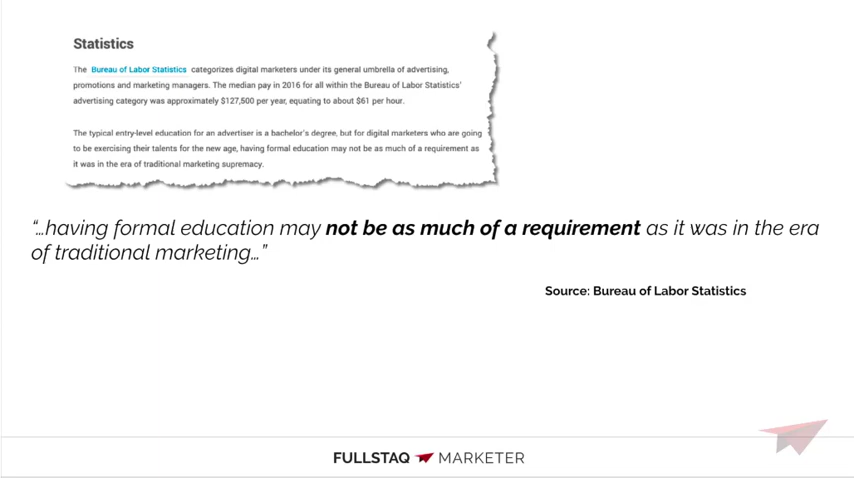 Statistics
The Bureau of Labor Statistics categorizes digital marketers under its general umbrella of advertising,
promotions and marketing managers. The median pay in 2016 for all within the Bureau of Labor Statistics'
advertising category was approximately $127,500 per year, equating to about $61 per hour.
The typical entry-level education for an advertiser is a bachelor's degree, but for digital marketers who are going
to be exercising their talents for the new age, having formal education may not be as much of a requirement as
it was in the era of traditional marketing supremacy.
“...having formal education may not be as much of a requirement as it was in the era
of traditional marketing...”
Source: Bureau of Labor Statistics
FULLSTAQ MARKETER